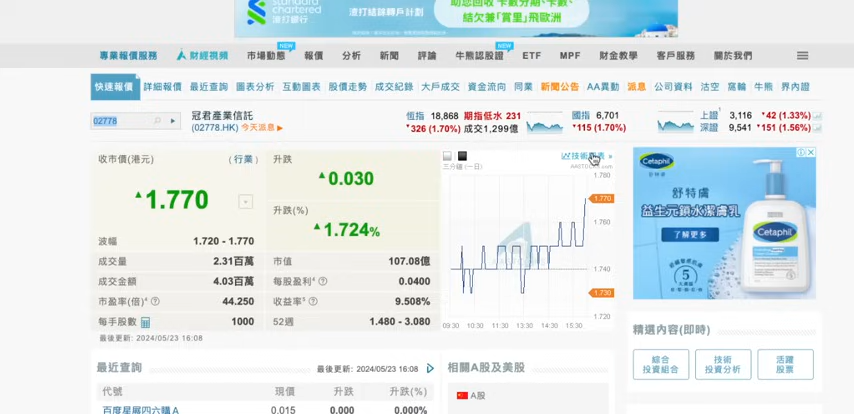 standard
chartered
渣打銀行
渣打結餘轉戶計劃
助您回收 卡數分期、卡數、
結欠兼「賞里」飛歐洲
專業報價服務 財經視頻 市場動態 NEW 報價 分析 新聞 評論 牛熊認股證 NEW ETF MPF 財金教學 客戶服務 關於我們
快速報價 詳細報價 最近查詢 圖表分析 互動圖表 股價走勢 成交紀錄 大戶成交 資金流向 同業 新聞公告 AA異動 派息 公司資料 沽空 窩輪 牛熊 界內證
02778 冠君產業信託
(02778.HK) 今天派息 ▶
恆指 18,868 期指低水 231
▼326 (1.70%) 成交1,299億
國指 6,701
▼115 (1.70%)
上證 3,116 ▼42 (1.33%)
深證 9,541 ▼151 (1.56%)
收市價(港元) (行業)
▲1.770
升跌
▲0.030
升跌(%)
▲1.724%
波幅 1.720 - 1.770
成交量 2.31百萬 市值 107.08億
成交金額 4.03百萬 每股盈利 0.0400
市盈率(倍) 44.250 收益率 9.508%
每手股數 1000 52週 1.480 - 3.080
最後更新: 2024/05/23 16:08
三分鐘 (一日)
1.780
1.770
1.760
1.740
1.730
1.720
09:30 10:30 11:30 13:30 14:30 15:30
Cetaphil
舒特膚
益生元鎖水潔膚乳
了解更多
Cetaphil
精選內容(即時)
綜合
投資組合
技術
投資分析
活躍
股票
最近查詢 最後更新: 2024/05/23 16:08
相關A股及美股
代號 現價 升跌 升跌(%)
A股
百度星展四六購A 0.015 0.000 0.000%